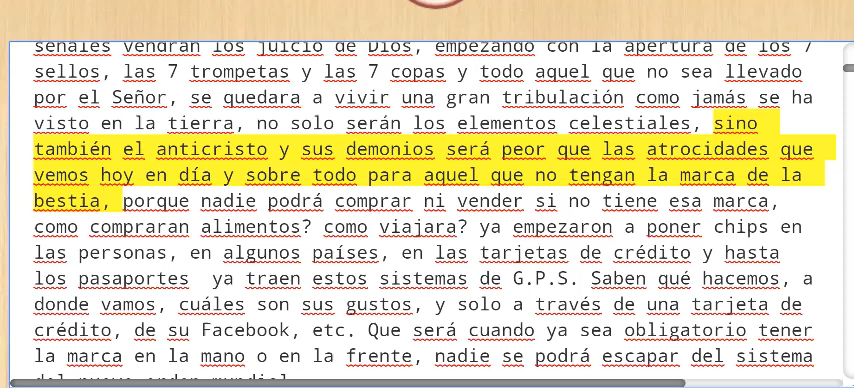 señales vendrán los juicio de Dios, empezando con la apertura de los 7
sellos, las 7 trompetas y las 7 copas y todo aquel que no sea llevado
por el Señor, se quedara a vivir una gran tribulación como jamás se ha
visto en la tierra, no solo serán los elementos celestiales, sino
también el anticristo y sus demonios será peor que las atrocidades que
vemos hoy en día y sobre todo para aquel que no tengan la marca de la
bestia, porque nadie podrá comprar ni vender si no tiene esa marca,
como compraran alimentos? como viajara? ya empezaron a poner chips en
las personas, en algunos países, en las tarjetas de crédito y hasta
los pasaportes  ya traen estos sistemas de G.P.S. Saben qué hacemos, a
donde vamos, cuáles son sus gustos, y solo a través de una tarjeta de
crédito, de su Facebook, etc. Que será cuando ya sea obligatorio tener
la marca en la mano o en la frente, nadie se podrá escapar del sistema
del nuevo orden mundial